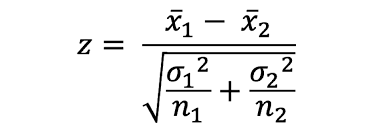 z = (x̄₁ − x̄₂) / √(σ₁²/n₁ + σ₂²/n₂)